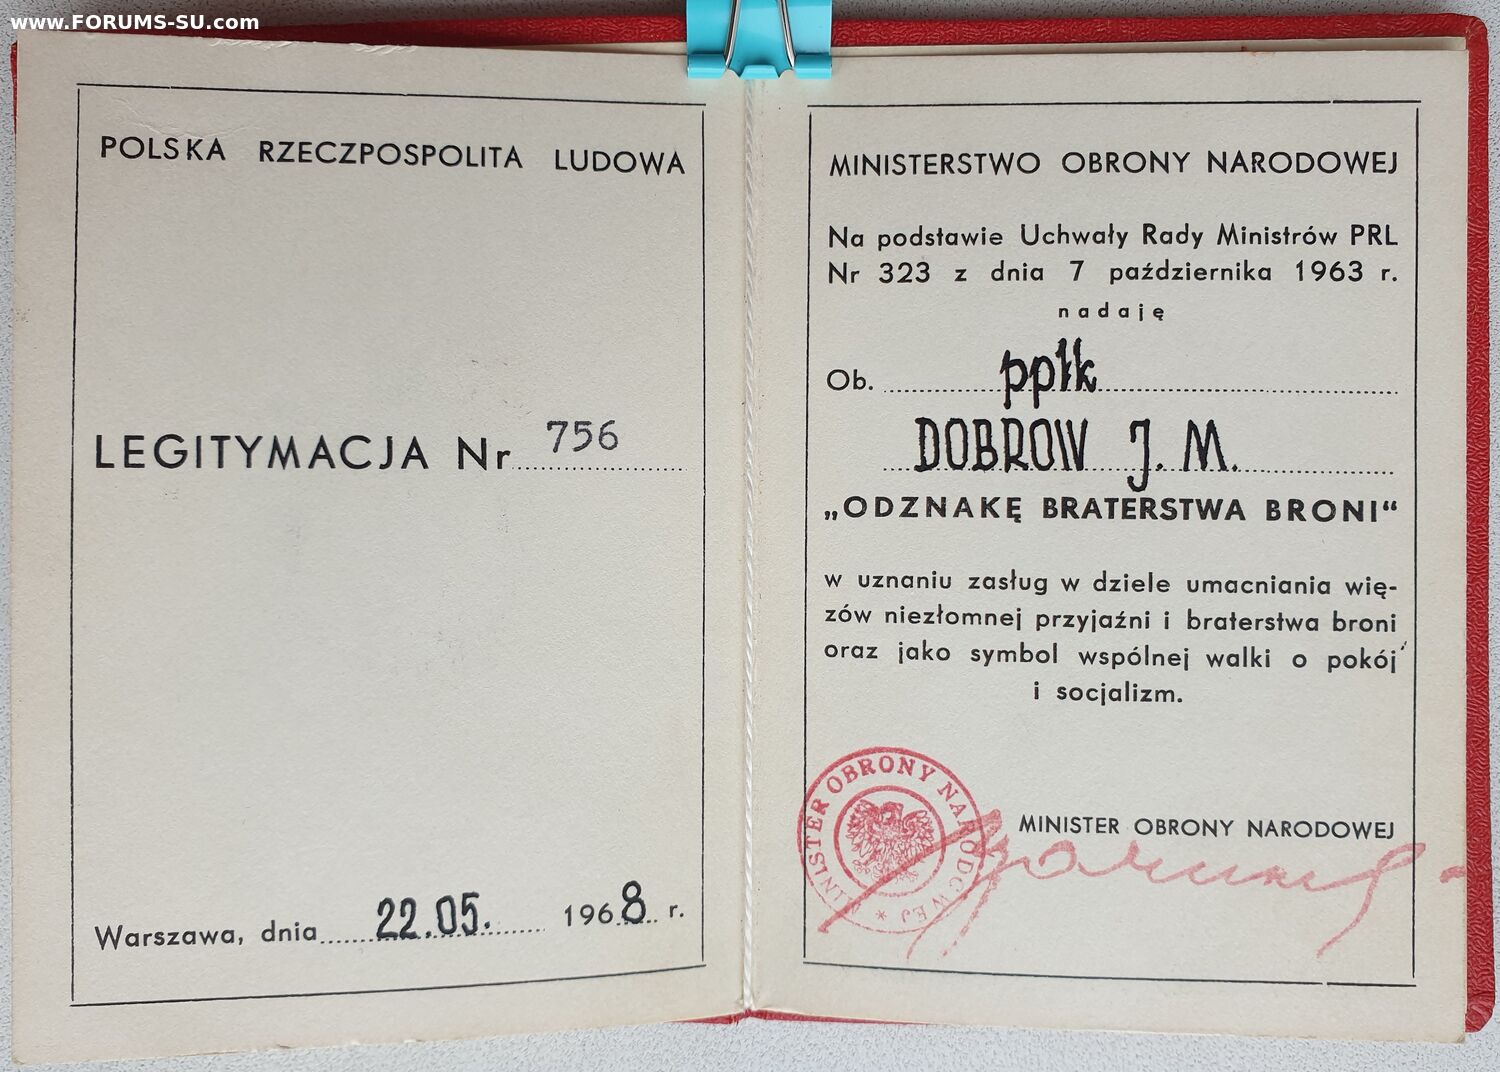 www.FORUMS-SU.com
POLSKA RZECZPOSPOLITA LUDOWA
LEGITYMACJA Nr 756
Warszawa, dnia 22.05. 1968 r.
MINISTERSTWO OBRONY NARODOWEJ
Na podstawie Uchwały Rady Ministrów PRL
Nr 323 z dnia 7 października 1963 r.
nadaję
Ob. ppłk
DOBROW J. M.
„ODZNAKĘ BRATERSTWA BRONI“
w uznaniu zasług w dziele umacniania wię-
zów niezłomnej przyjaźni i braterstwa broni
oraz jako symbol wspólnej walki o pokój
i socjalizm.
MINISTER OBRONY NARODOWEJ
MINISTER OBRONY NARODOWEJ *